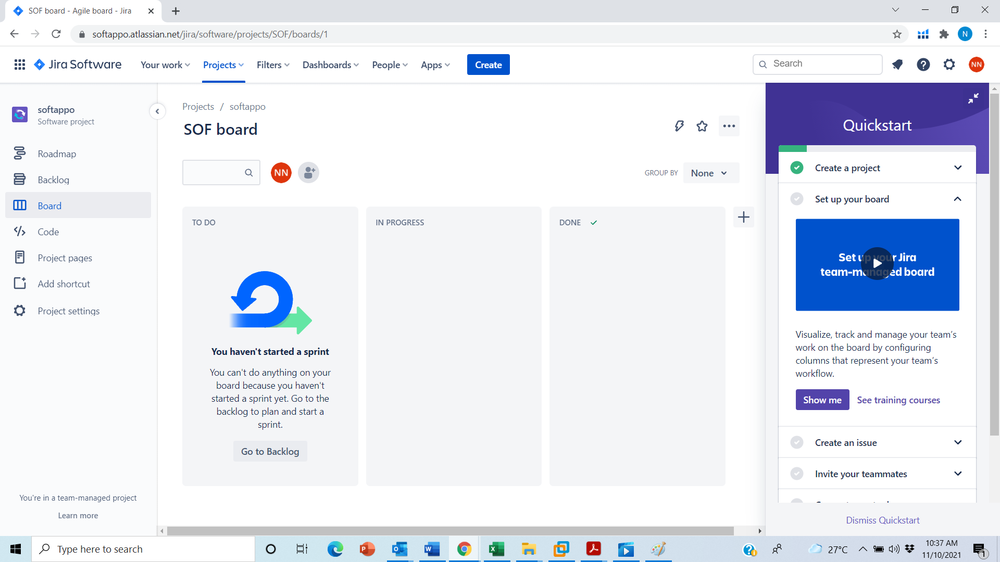 SOF board - Agile board - Jira
softappo.atlassian.net/jira/software/projects/SOF/boards/1
N
Jira Software
Your work
Projects
Filters
Dashboards
People
Apps
Create
Search
NN
softappo
Software project
Roadmap
Backlog
Board
Code
Project pages
Add shortcut
Project settings
You're in a team-managed project
Learn more
Projects / softappo
SOF board
NN
GROUP BY
None
TO DO
You haven't started a sprint
You can't do anything on your
board because you haven't
started a sprint yet. Go to the
backlog to plan and start a
sprint.
Go to Backlog
IN PROGRESS
DONE
Quickstart
Create a project
Set up your board
Set up your Jira
team-managed board
Visualize, track and manage your team's
work on the board by configuring
columns that represent your team's
workflow.
Show me
See training courses
Create an issue
Invite your teammates
Dismiss Quickstart
Type here to search
27°C
10:37 AM
11/10/2021
1